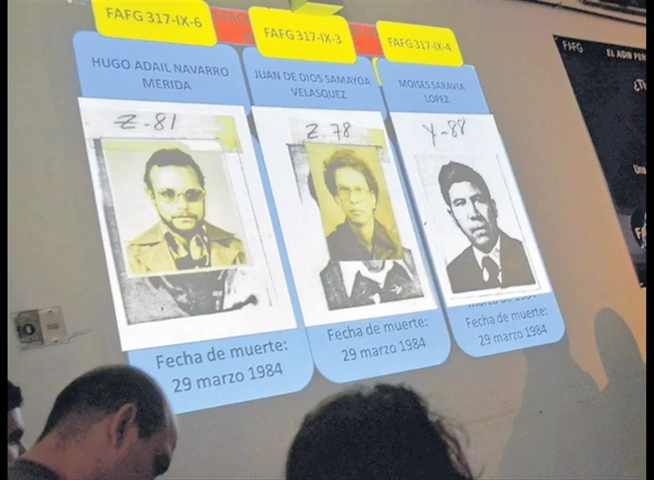 FAFG 317-IX-6
FAFG 317-IX-3
FAFG 317-IX-4
HUGO ADAIL NAVARRO
MERIDA
JUAN DE DIOS SAMAYOA
VELASQUEZ
MOISES SARAVIA
LOPEZ
Z-81
Z.78
Y-88
Fecha de muerte:
29 marzo 1984
Fecha de muerte:
29 marzo 1984
Fecha de muerte:
29 marzo 1984
FAFG
EL ADN